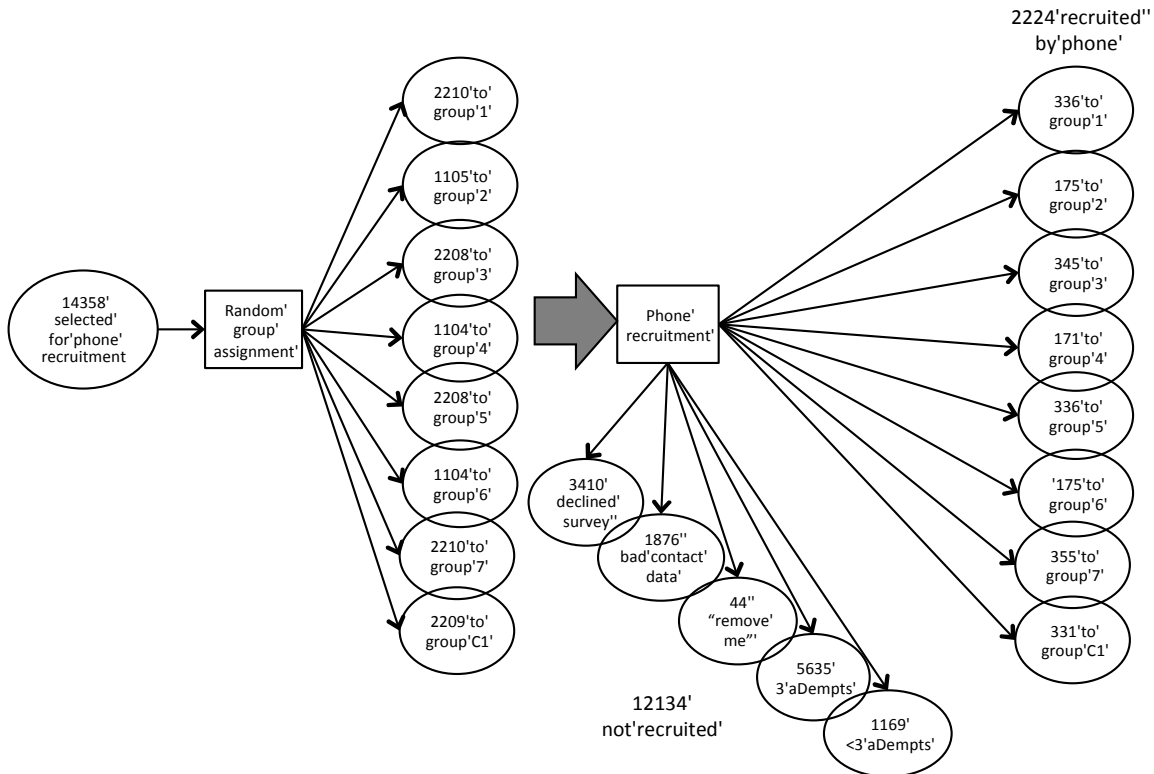 14358'
selected'
for'phone'
recruitment
Random'
group'
assignment'
2210'to'
group'1'
1105'to'
group'2'
2208'to'
group'3'
1104'to'
group'4'
2208'to'
group'5'
1104'to'
group'6'
2210'to'
group'7'
2209'to'
group'C1'
Phone'
recruitment'
3410'
declined'
survey''
1876''
bad'contact'
data'
44''
“remove'
me”'
5635'
3'aDempts'
1169'
<3'aDempts'
12134'
not'recruited'
2224'recruited''
by'phone'
336'to'
group'1'
175'to'
group'2'
345'to'
group'3'
171'to'
group'4'
336'to'
group'5'
'175'to'
group'6'
355'to'
group'7'
331'to'
group'C1'